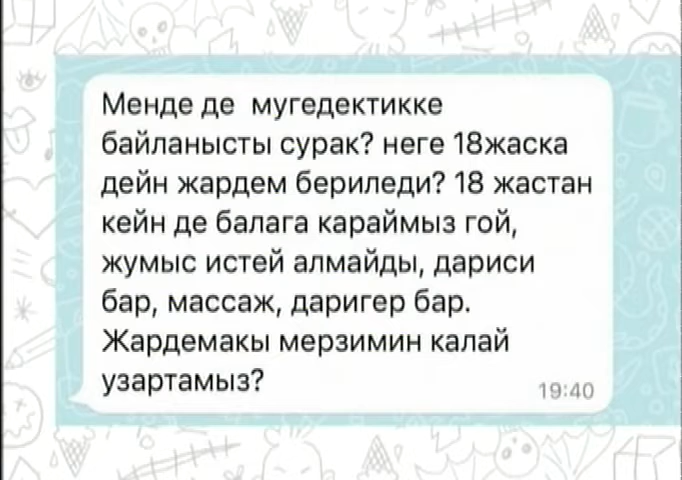 Менде де мугедектикке
байланысты сурак? неге 18жаска
дейн жардем бериледи? 18 жастан
кейн де балага караймыз гой,
жумыс истей алмайды, дариси
бар, массаж, даригер бар.
Жардемакы мерзимин калай
узартамыз?
19:40